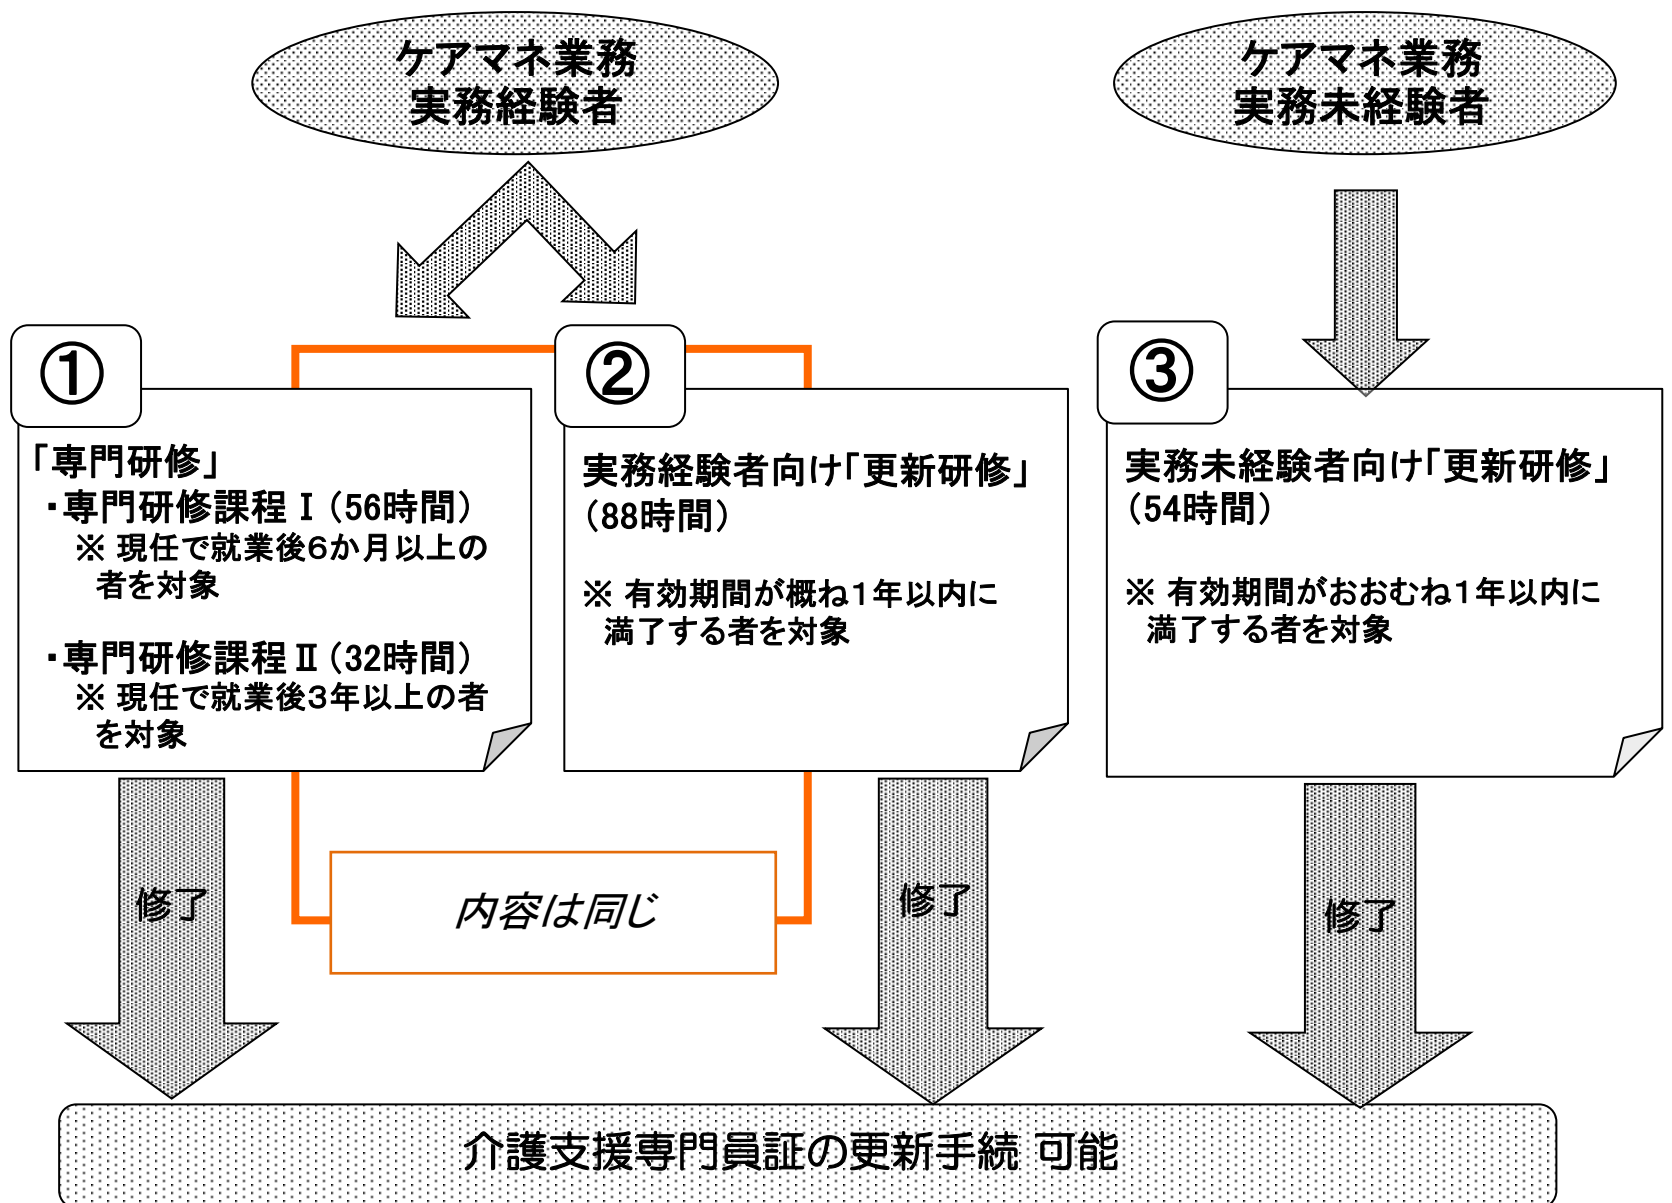 ケアマネ業務
実務経験者
ケアマネ業務
実務未経験者
①
「専門研修」
・専門研修課程Ⅰ（56時間）
※ 現任で就業後６か月以上の
者を対象
・専門研修課程Ⅱ（32時間）
※ 現任で就業後３年以上の者
を対象
②
実務経験者向け「更新研修」
（88時間）
※ 有効期間が概ね１年以内に
満了する者を対象
③
実務未経験者向け「更新研修」
（54時間）
※ 有効期間がおおむね１年以内に
満了する者を対象
修了
内容は同じ
修了
修了
介護支援専門員証の更新手続 可能